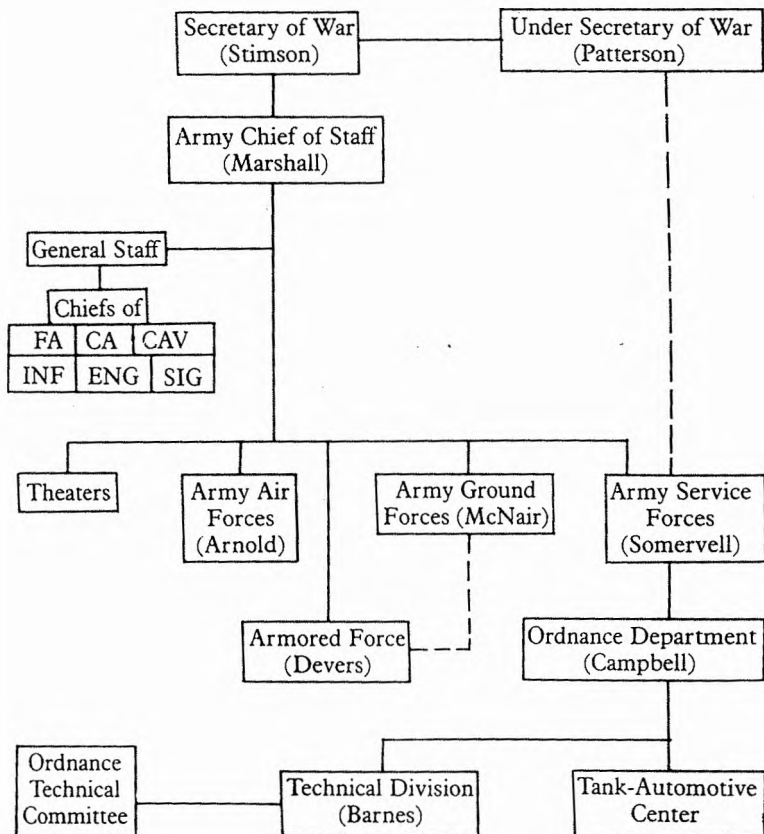 Secretary of War
(Stimson)
Under Secretary of War
(Patterson)
Army Chief of Staff
(Marshall)
General Staff
Chiefs of
FA CA CAV
INF ENG SIG
Theaters
Army Air
Forces
(Arnold)
Army Ground
Forces (McNair)
Army Service
Forces
(Somervell)
Armored Force
(Devers)
Ordnance Department
(Campbell)
Ordnance
Technical
Committee
Technical Division
(Barnes)
Tank-Automotive
Center